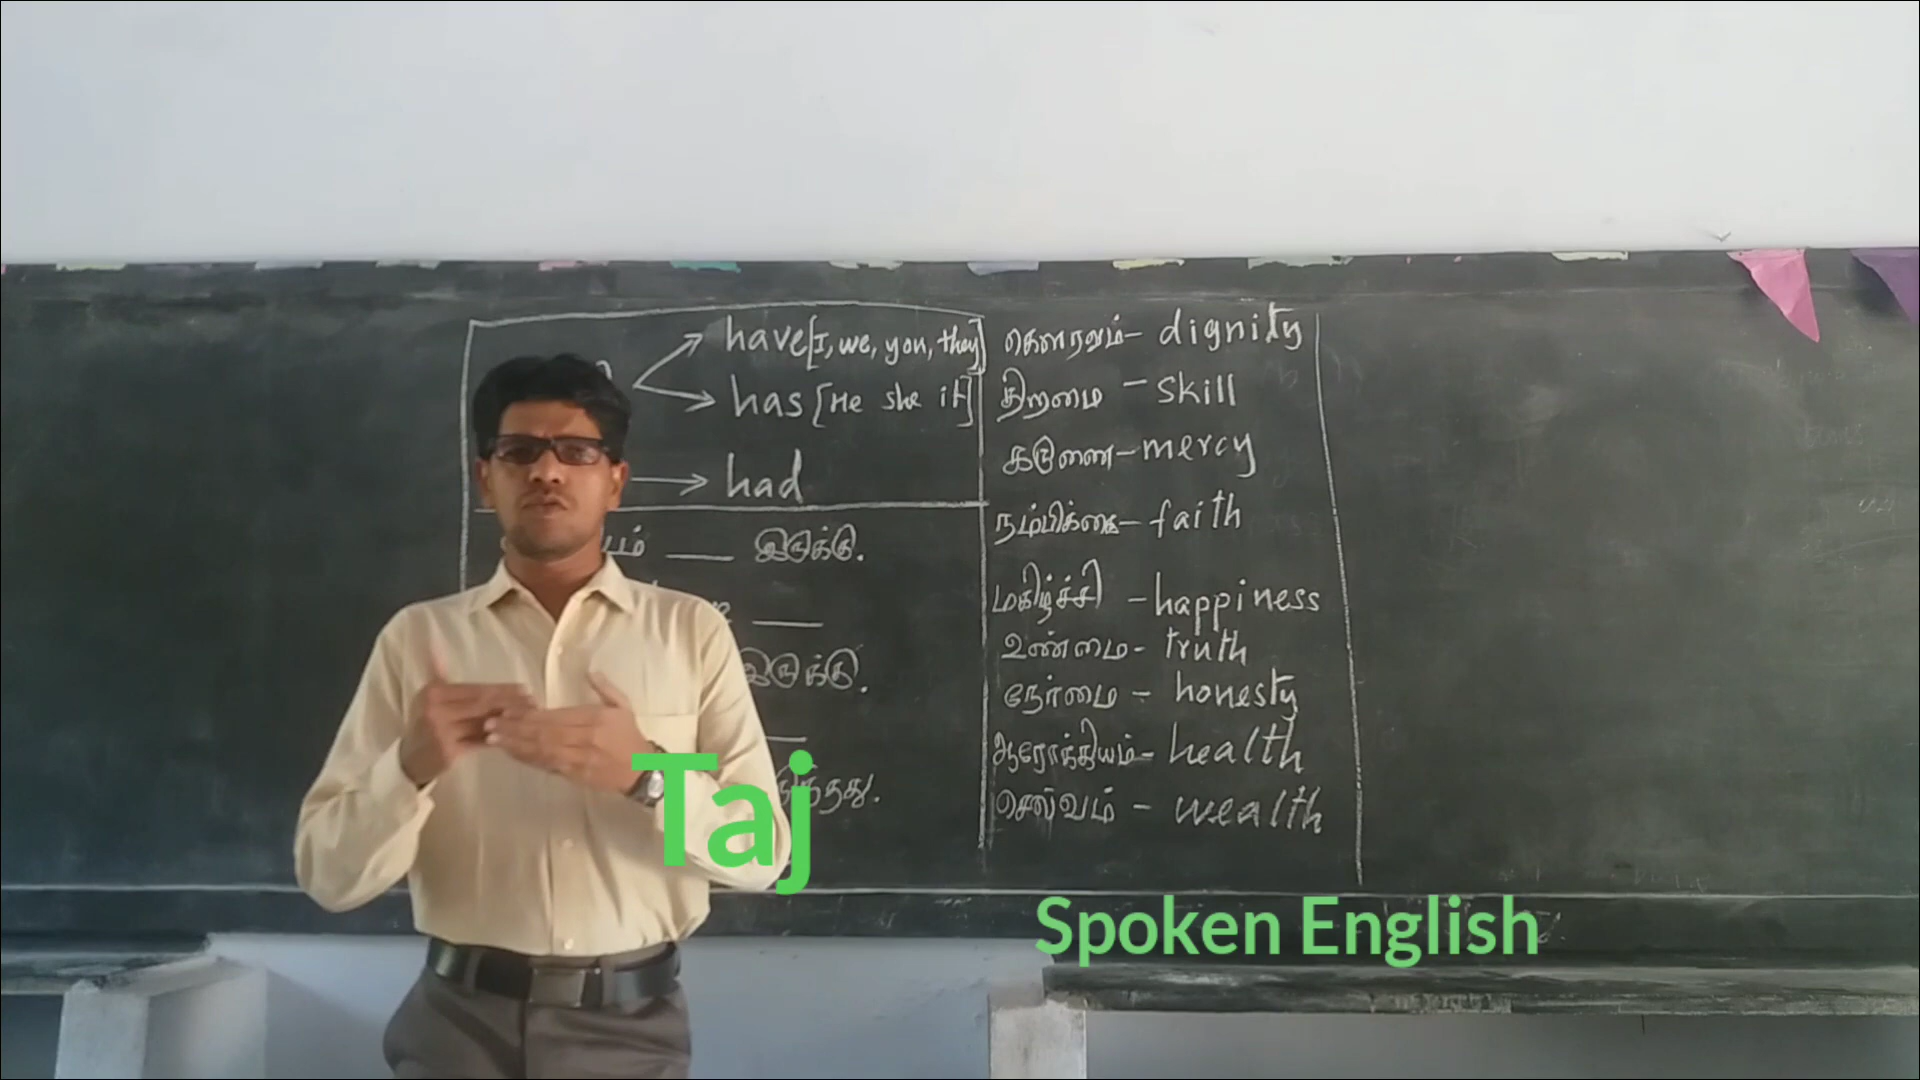 have [I, we, you, they]
has [He she it]
had
இருக்கு.
இருக்கு.
கௌரவம் - dignity
திறமை - skill
கருணை - mercy
நம்பிக்கை - faith
மகிழ்ச்சி - happiness
உண்மை - truth
நேர்மை - honesty
ஆரோக்கியம் - health
செல்வம் - wealth
Taj
Spoken English